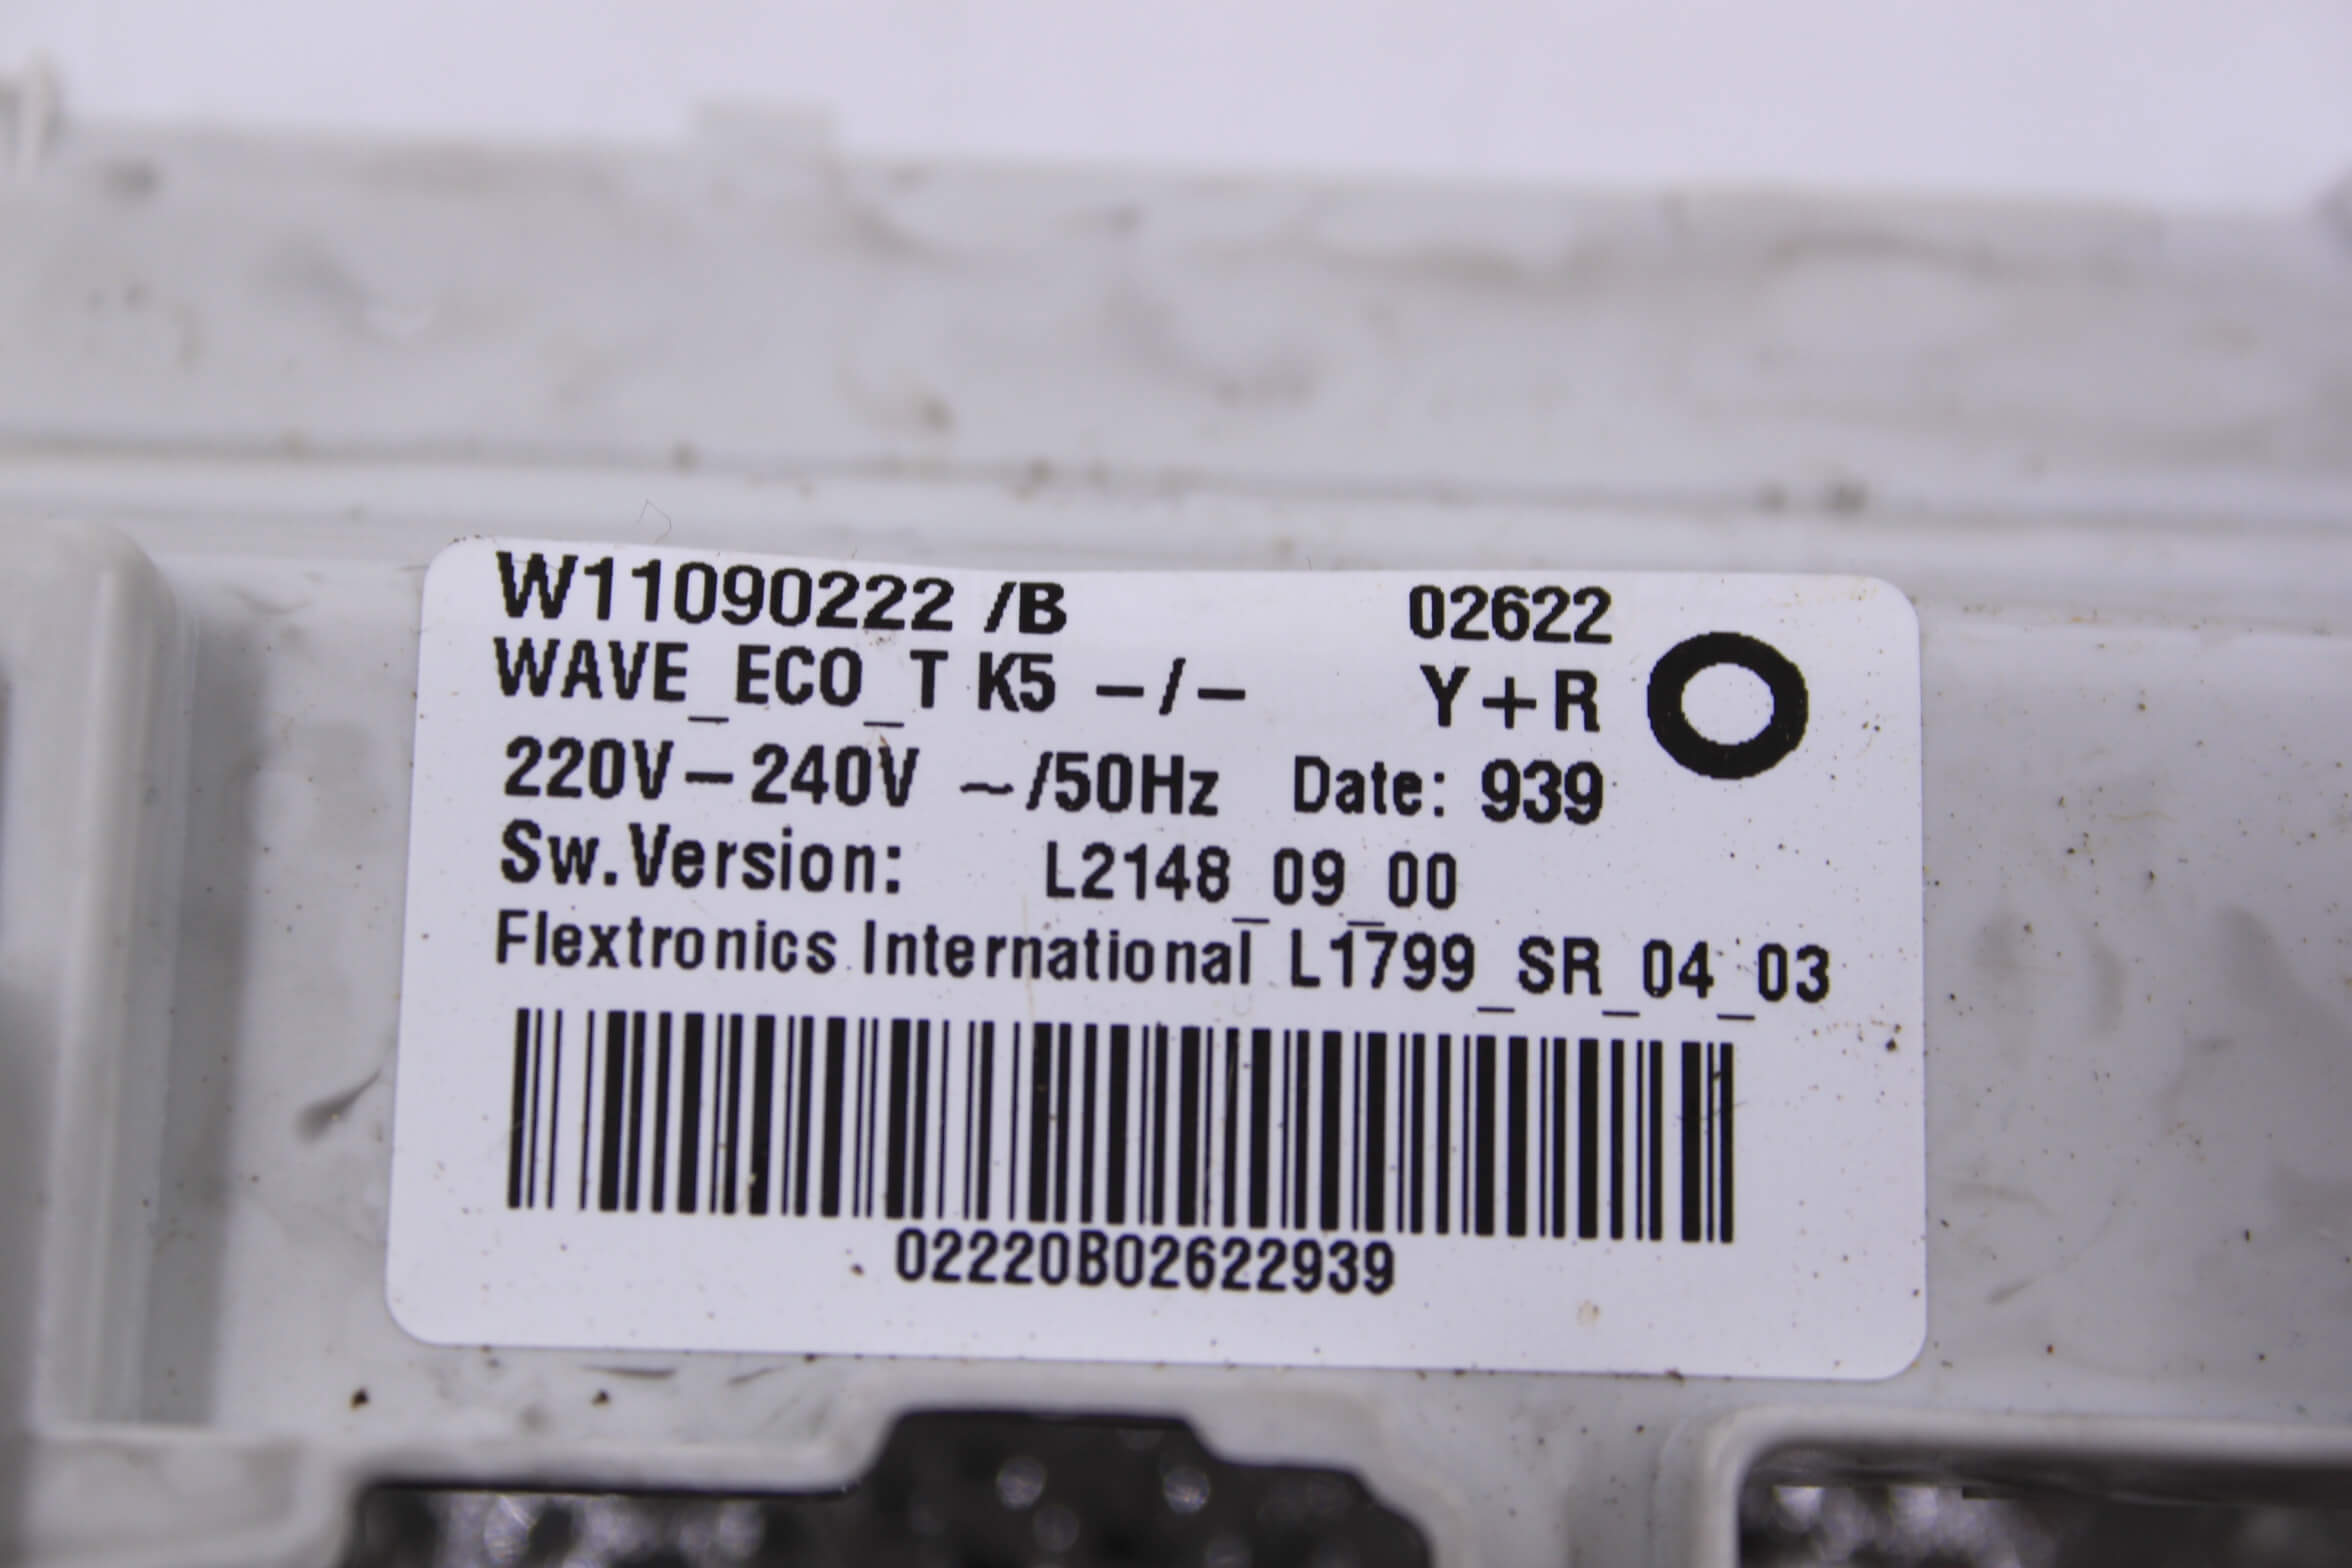 W11090222 /B 02622
WAVE_ECO_T K5 –/– Y+R
220V–240V ~/50Hz Date: 939
Sw.Version: L2148_09_00
Flextronics International L1799_SR_04_03
02220B02622939